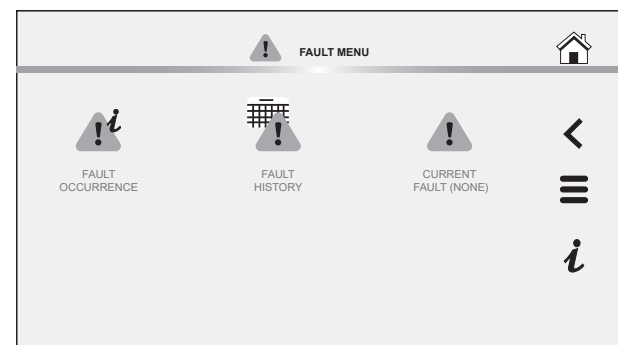 FAULT MENU
FAULT
OCCURRENCE
FAULT
HISTORY
CURRENT
FAULT (NONE)